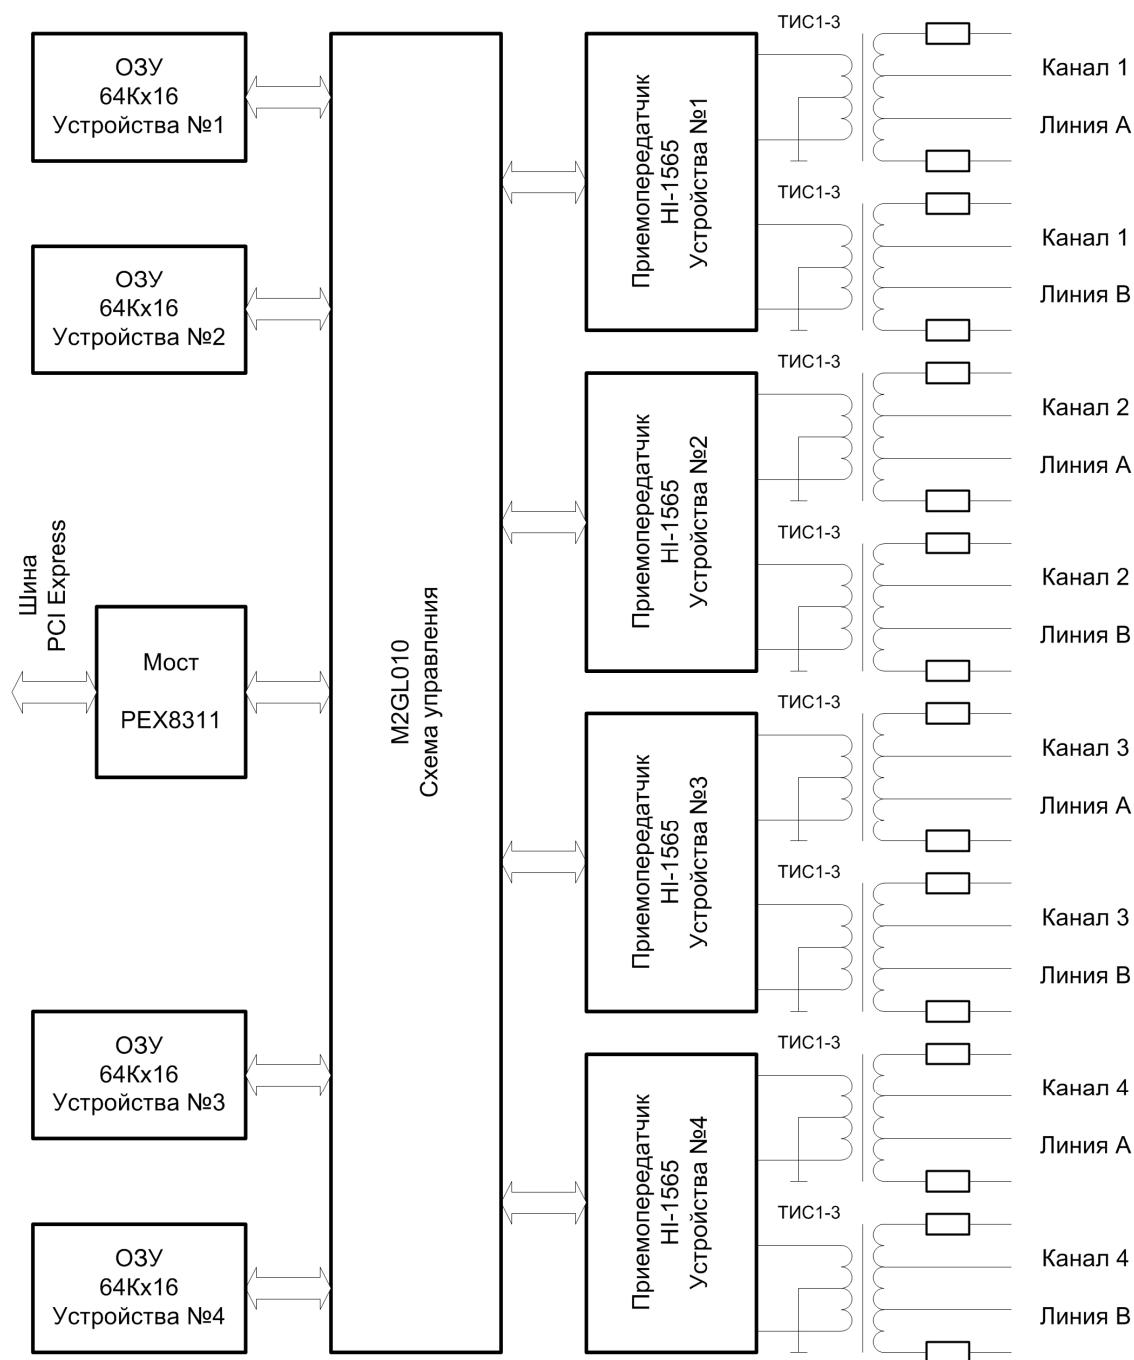 ОЗУ
64Кх16
Устройства №1
ОЗУ
64Кх16
Устройства №2
Шина
PCI Express
Мост
PEX8311
ОЗУ
64Кх16
Устройства №3
ОЗУ
64Кх16
Устройства №4
M2GL010
Схема управления
Приемопередатчик
HI-1565
Устройства №1
Приемопередатчик
HI-1565
Устройства №2
Приемопередатчик
HI-1565
Устройства №3
Приемопередатчик
HI-1565
Устройства №4
ТИС1-3
Канал 1
Линия А
ТИС1-3
Канал 1
Линия В
ТИС1-3
Канал 2
Линия А
ТИС1-3
Канал 2
Линия В
ТИС1-3
Канал 3
Линия А
ТИС1-3
Канал 3
Линия В
ТИС1-3
Канал 4
Линия А
ТИС1-3
Канал 4
Линия В